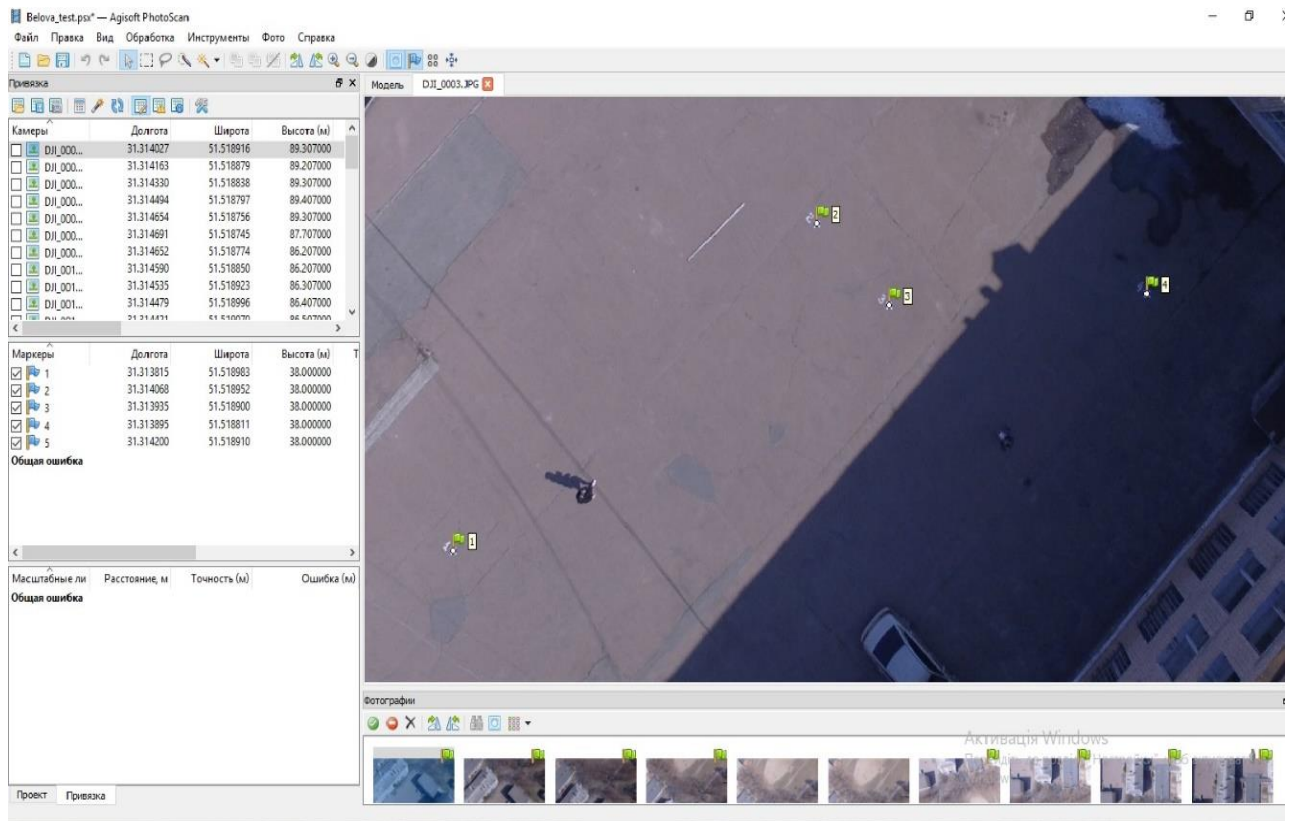 Belova_test.psx* — Agisoft PhotoScan
Файл Правка Вид Обработка Инструменты Фото Справка
Привязка
Модель DJI_0003.JPG
Камеры Долгота Широта Высота (м)
DJI_000... 31.314027 51.518916 89.307000
DJI_000... 31.314163 51.518879 89.207000
DJI_000... 31.314330 51.518838 89.307000
DJI_000... 31.314494 51.518797 89.407000
DJI_000... 31.314654 51.518756 89.307000
DJI_000... 31.314691 51.518745 87.707000
DJI_000... 31.314652 51.518774 86.207000
DJI_001... 31.314590 51.518850 86.207000
DJI_001... 31.314535 51.518923 86.307000
DJI_001... 31.314479 51.518996 86.407000
DJI_001... 31.314421 51.519070 86.507000
Маркеры Долгота Широта Высота (м) Т
1 31.313815 51.518983 38.000000
2 31.314068 51.518952 38.000000
3 31.313935 51.518900 38.000000
4 31.313895 51.518811 38.000000
5 31.314200 51.518910 38.000000
Общая ошибка
Масштабные ли Расстояние, м Точность (м) Ошибка (м)
Общая ошибка
2
4
3
1
Фотографии
Активація Windows
Проект Привязка